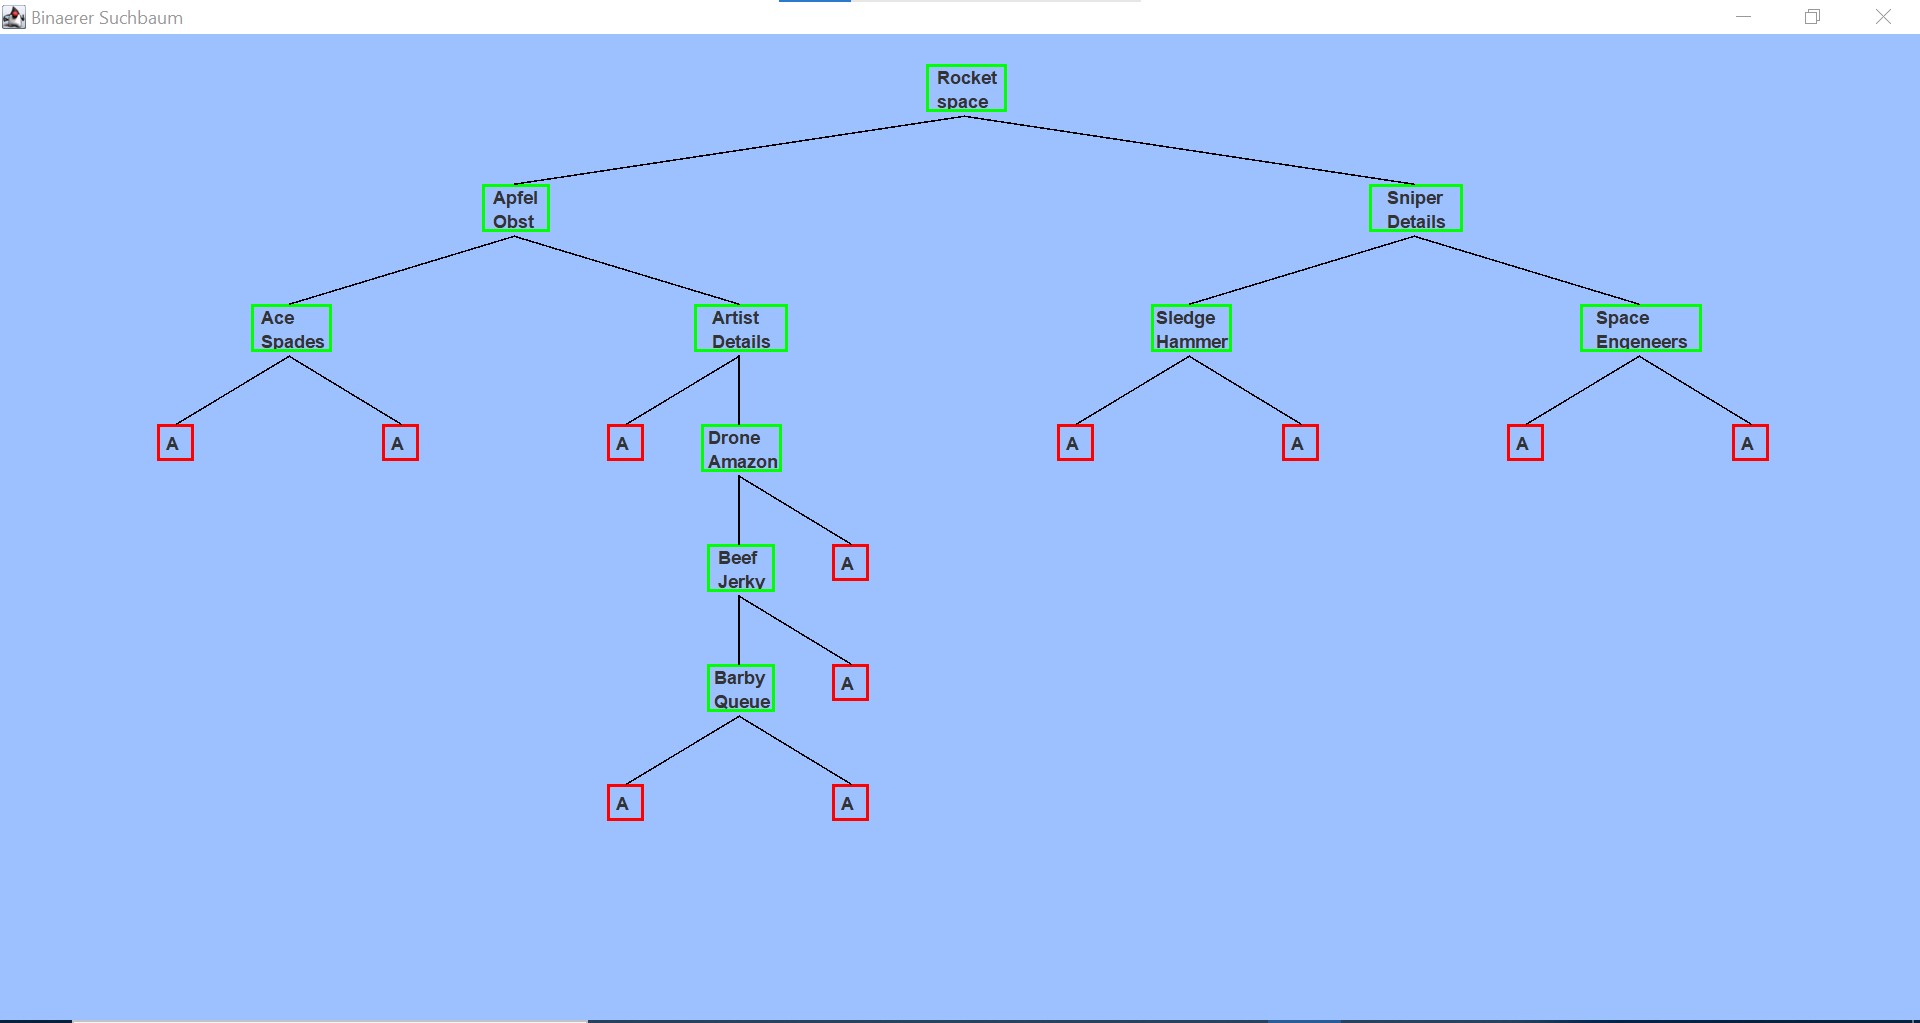 Binaerer Suchbaum
Rocket
space
Apfel
Obst
Sniper
Details
Ace
Spades
Artist
Details
Sledge
Hammer
Space
Engeneers
A
A
A
Drone
Amazon
A
A
A
A
Beef
Jerky
A
Barby
Queue
A
A
A